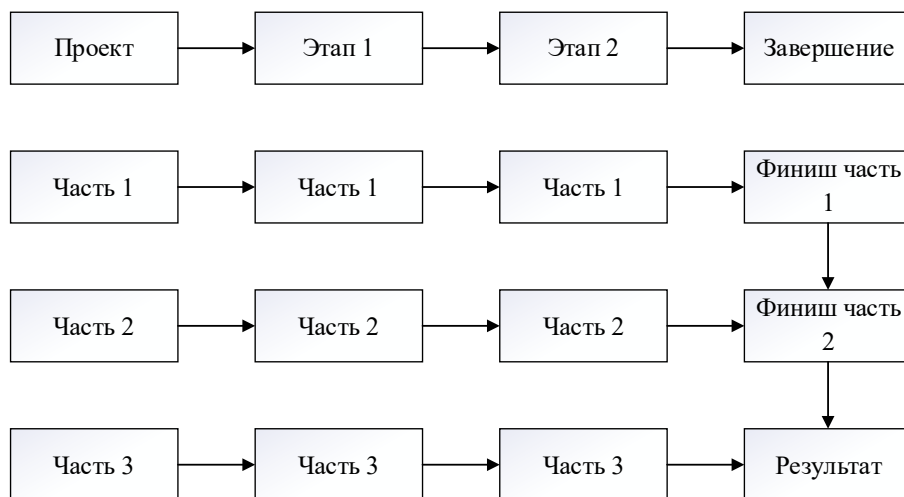 Проект
Этап 1
Этап 2
Завершение
Часть 1
Часть 1
Часть 1
Финиш часть
1
Часть 2
Часть 2
Часть 2
Финиш часть
2
Часть 3
Часть 3
Часть 3
Результат